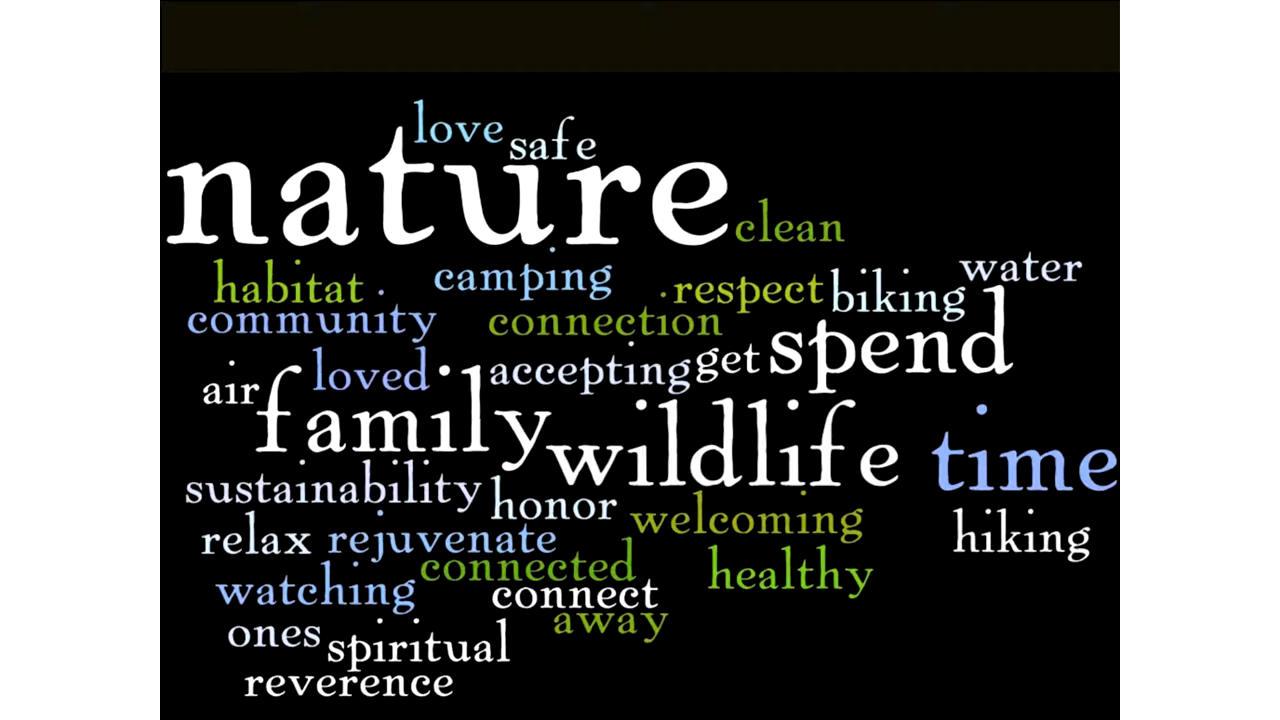 love safe
nature
clean
habitat camping respect biking water
community connection
spend
air loved accepting get
family
wildlife time
sustainability honor welcoming
relax rejuvenate hiking
connected healthy
watching connect
away
ones spiritual
reverence